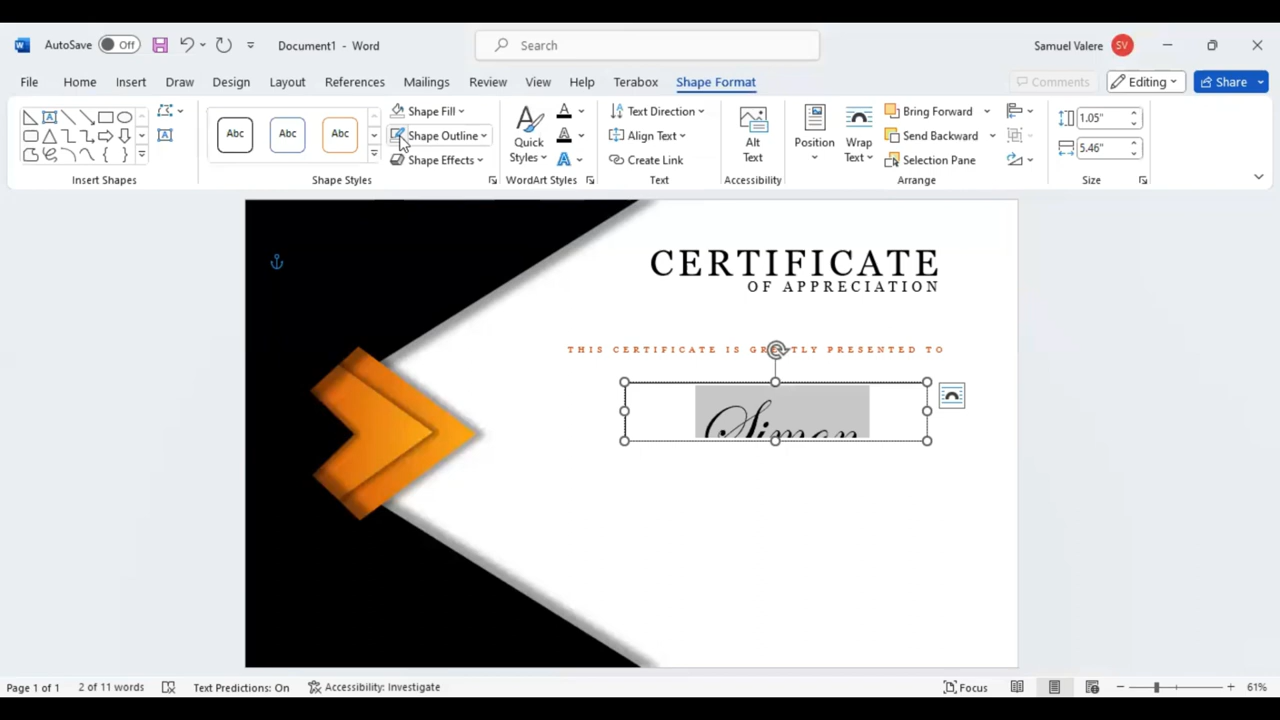 AutoSave Off Document1 - Word Search Samuel Valere SV
File Home Insert Draw Design Layout References Mailings Review View Help Terabox Shape Format Comments Editing Share
Abc Abc Abc
Shape Fill
Shape Outline
Shape Effects
Quick Styles
A
A
A
Text Direction
Align Text
Create Link
Alt Text
Position
Wrap Text
Bring Forward
Send Backward
Selection Pane
1.05"
5.46"
Insert Shapes Shape Styles WordArt Styles Text Accessibility Arrange Size
CERTIFICATE
OF APPRECIATION
THIS CERTIFICATE IS GRE TLY PRESENTED TO
Simon
Page 1 of 1 2 of 11 words Text Predictions: On Accessibility: Investigate Focus 61%